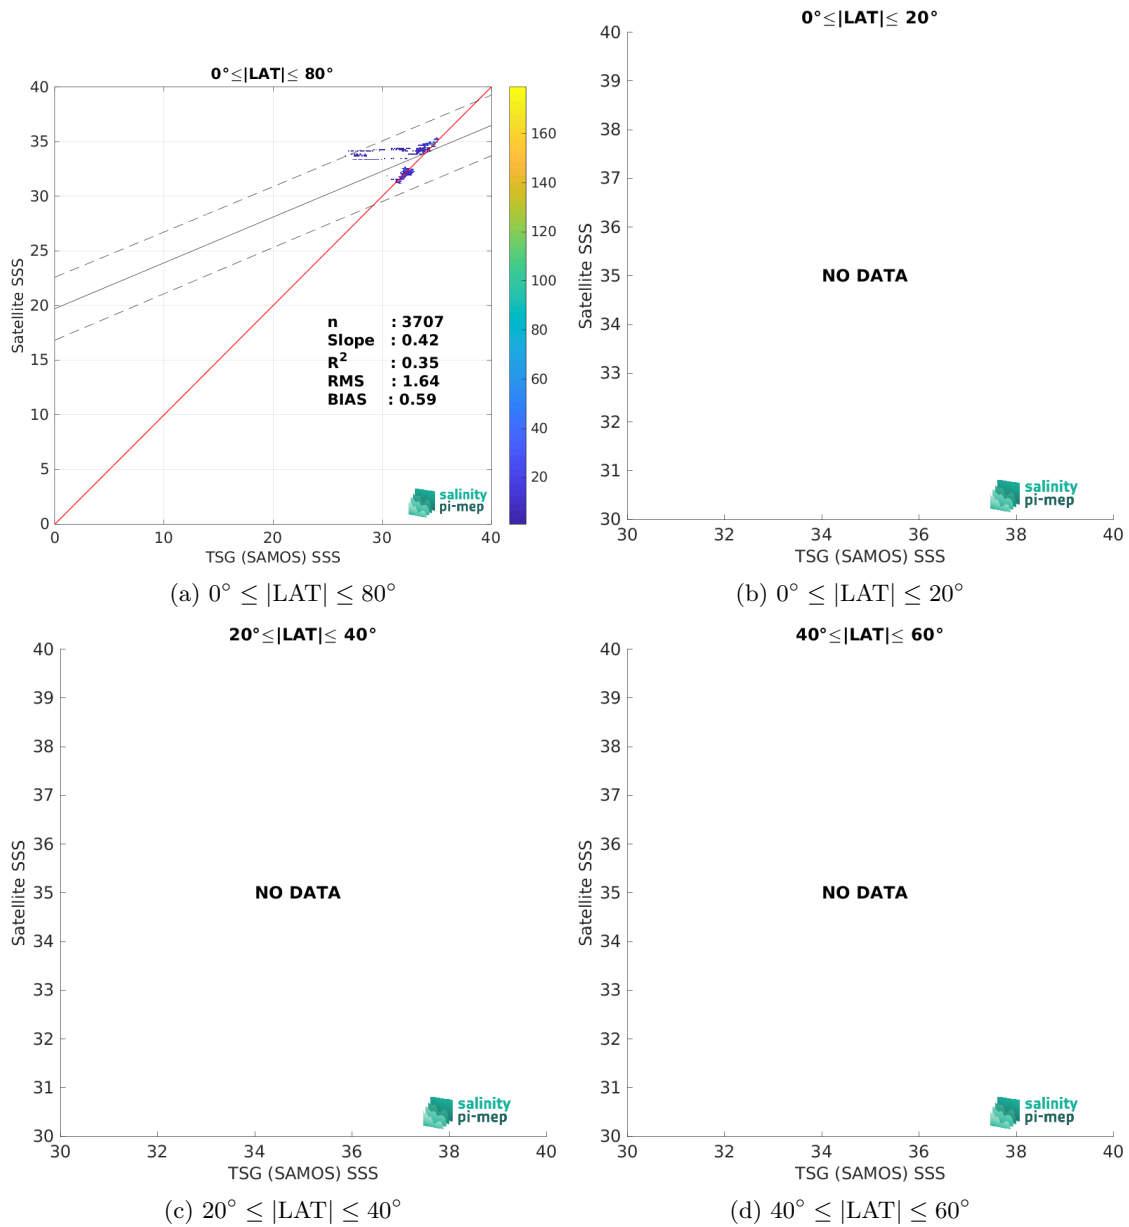 0°≤|LAT|≤ 80°
40
35
30
25
20
15
10
5
0
0
10
20
30
40
Satellite SSS
TSG (SAMOS) SSS
n : 3707
Slope : 0.42
R² : 0.35
RMS : 1.64
BIAS : 0.59
salinity
pi-mep
160
140
120
100
80
60
40
20
(a) 0° ≤ |LAT| ≤ 80°
0°≤|LAT|≤ 20°
40
39
38
37
36
35
34
33
32
31
30
30
32
34
36
38
40
Satellite SSS
TSG (SAMOS) SSS
NO DATA
salinity
pi-mep
(b) 0° ≤ |LAT| ≤ 20°
20°≤|LAT|≤ 40°
40
39
38
37
36
35
34
33
32
31
30
30
32
34
36
38
40
Satellite SSS
TSG (SAMOS) SSS
NO DATA
salinity
pi-mep
(c) 20° ≤ |LAT| ≤ 40°
40°≤|LAT|≤ 60°
40
39
38
37
36
35
34
33
32
31
30
30
32
34
36
38
40
Satellite SSS
TSG (SAMOS) SSS
NO DATA
salinity
pi-mep
(d) 40° ≤ |LAT| ≤ 60°